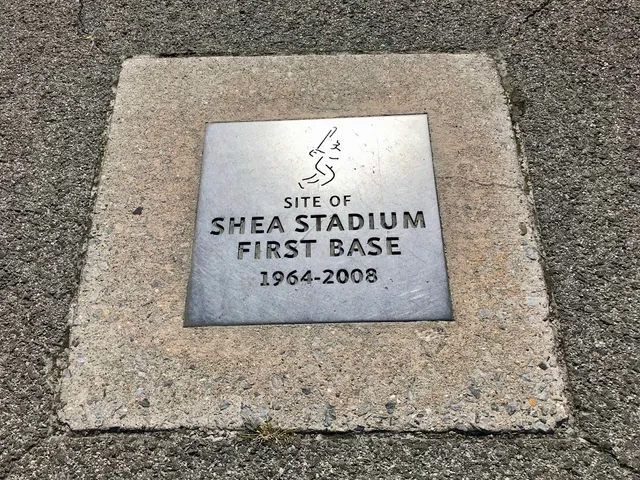 SITE OF
SHEA STADIUM
FIRST BASE
1964-2008